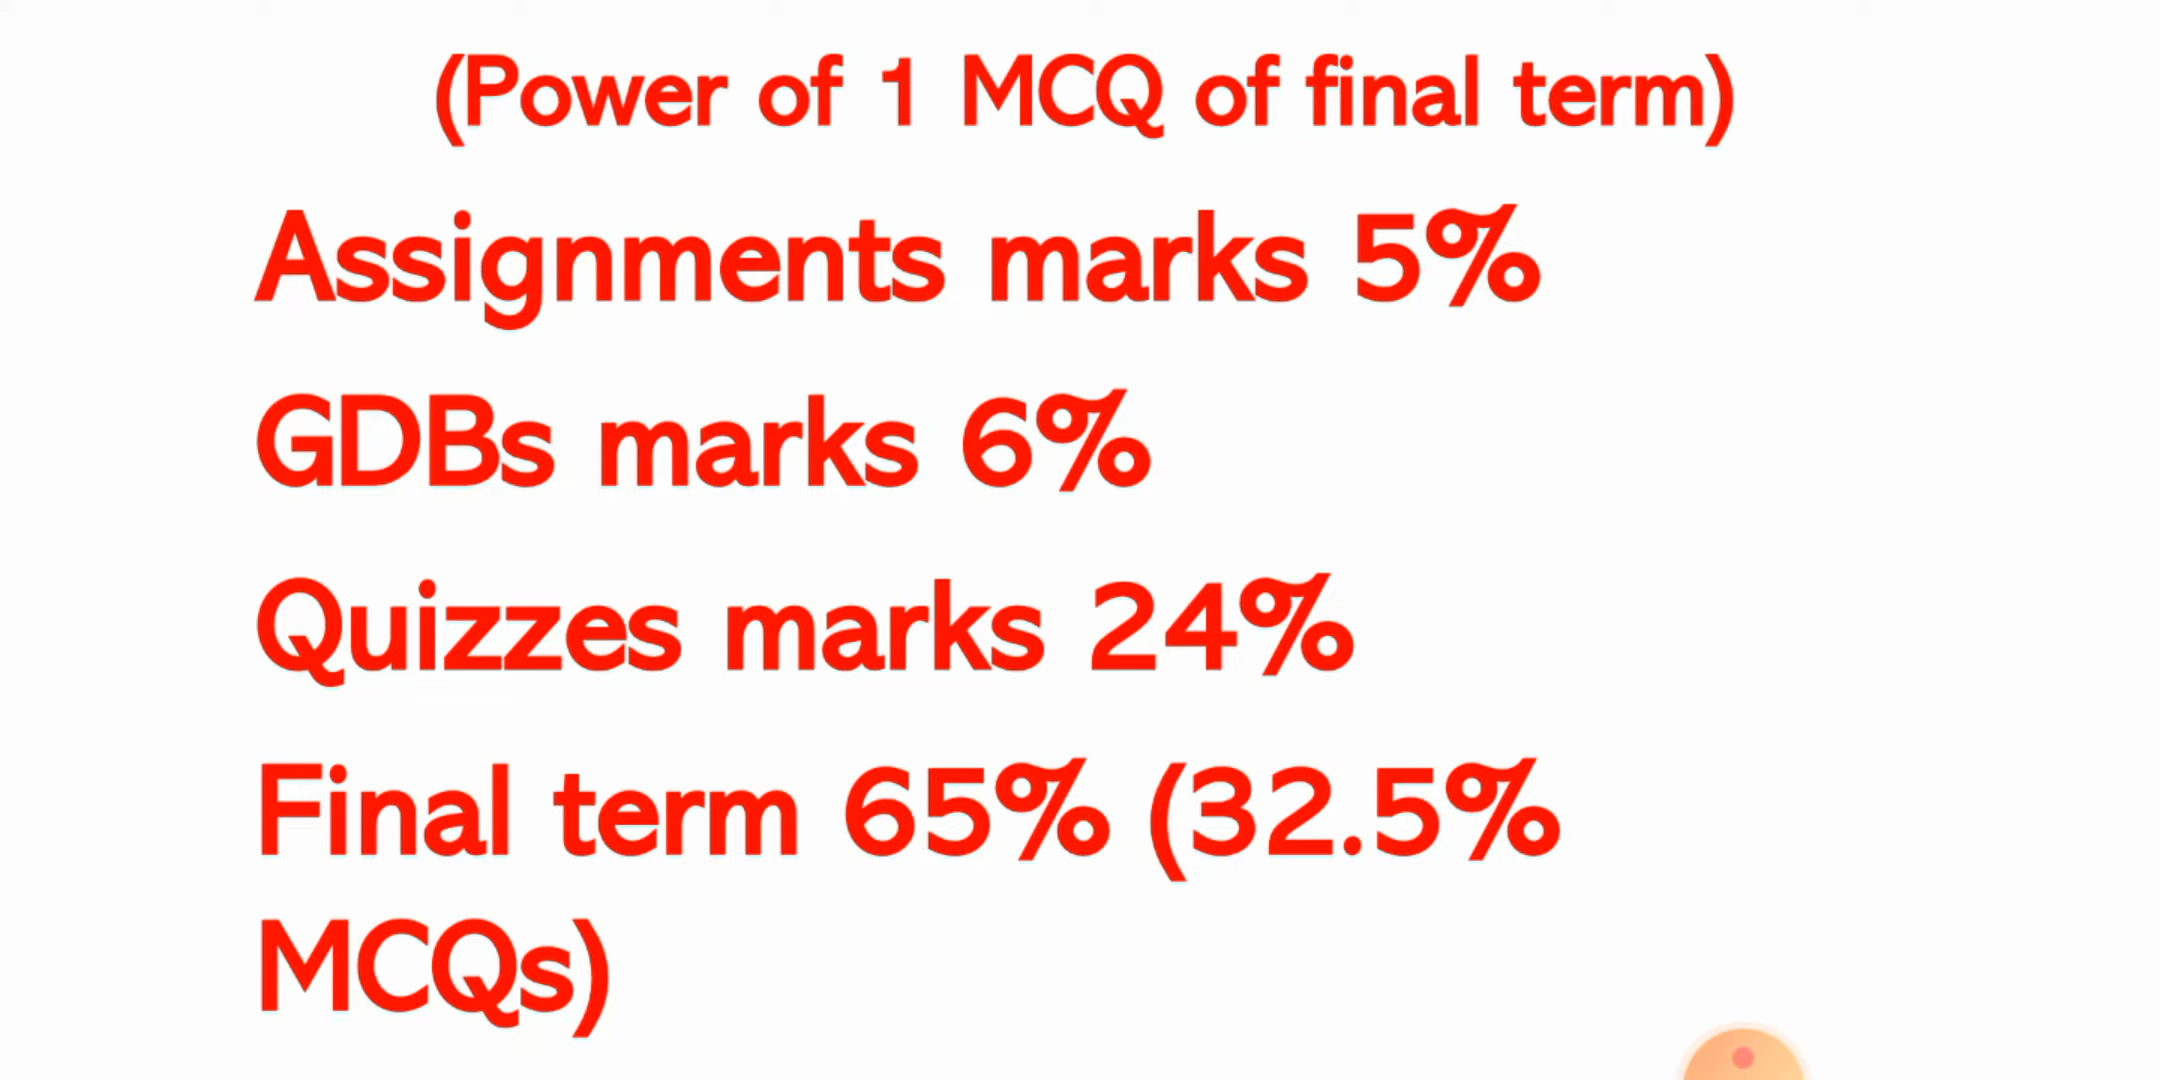 (Power of 1 MCQ of final term)
Assignments marks 5%
GDBs marks 6%
Quizzes marks 24%
Final term 65% (32.5%
MCQs)